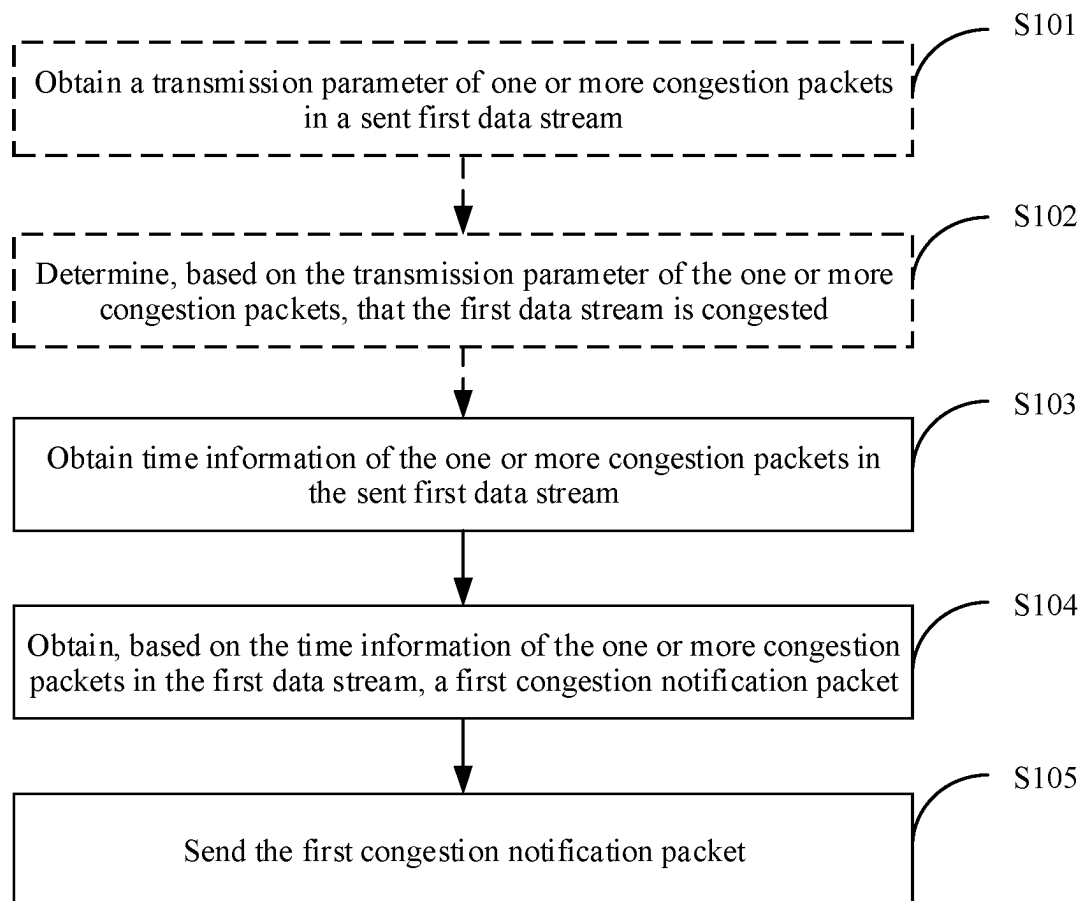 S101
Obtain a transmission parameter of one or more congestion packets
in a sent first data stream
S102
Determine, based on the transmission parameter of the one or more
congestion packets, that the first data stream is congested
S103
Obtain time information of the one or more congestion packets in
the sent first data stream
S104
Obtain, based on the time information of the one or more congestion
packets in the first data stream, a first congestion notification packet
S105
Send the first congestion notification packet